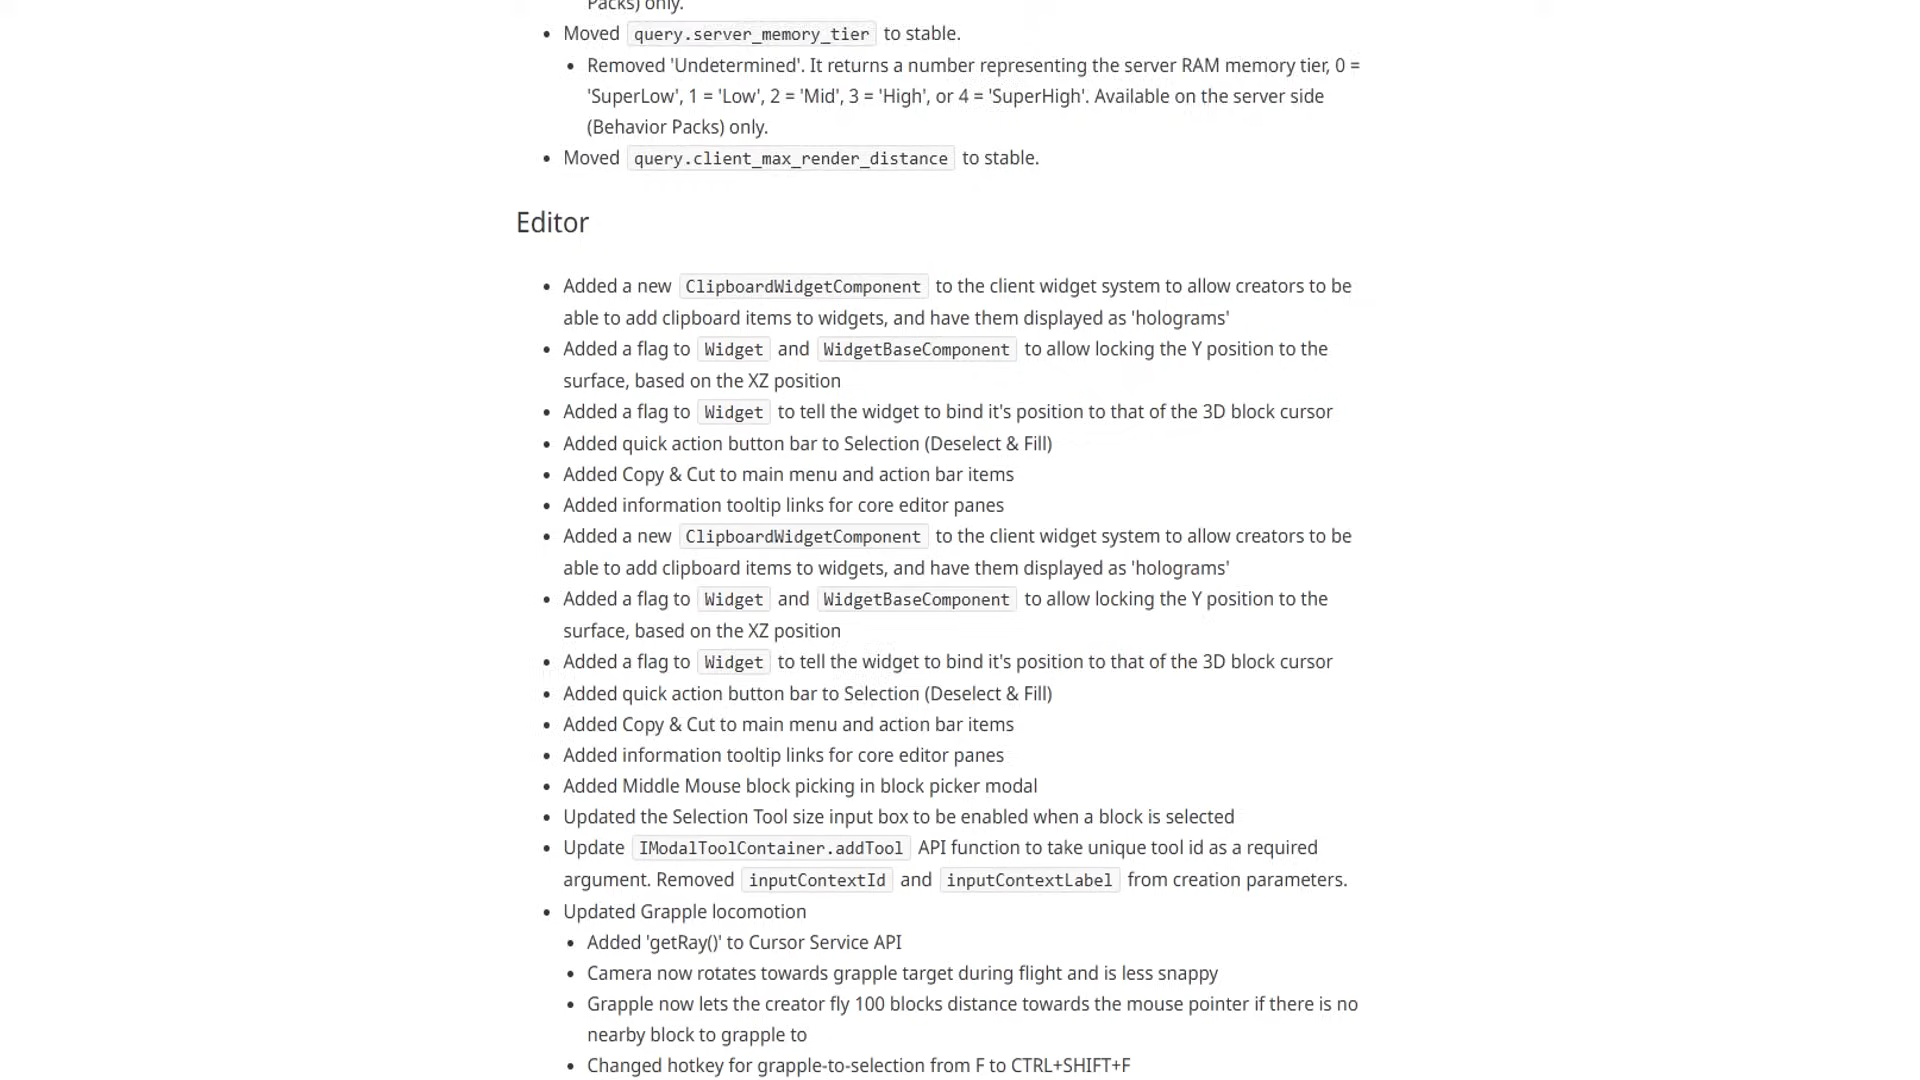 Packs) only.
Moved query.server_memory_tier to stable.
Removed 'Undetermined'. It returns a number representing the server RAM memory tier, 0 =
'SuperLow', 1 = 'Low', 2 = 'Mid', 3 = 'High', or 4 = 'SuperHigh'. Available on the server side
(Behavior Packs) only.
Moved query.client_max_render_distance to stable.
Editor
Added a new ClipboardWidgetComponent to the client widget system to allow creators to be
able to add clipboard items to widgets, and have them displayed as 'holograms'
Added a flag to Widget and WidgetBaseComponent to allow locking the Y position to the
surface, based on the XZ position
Added a flag to Widget to tell the widget to bind it's position to that of the 3D block cursor
Added quick action button bar to Selection (Deselect & Fill)
Added Copy & Cut to main menu and action bar items
Added information tooltip links for core editor panes
Added a new ClipboardWidgetComponent to the client widget system to allow creators to be
able to add clipboard items to widgets, and have them displayed as 'holograms'
Added a flag to Widget and WidgetBaseComponent to allow locking the Y position to the
surface, based on the XZ position
Added a flag to Widget to tell the widget to bind it's position to that of the 3D block cursor
Added quick action button bar to Selection (Deselect & Fill)
Added Copy & Cut to main menu and action bar items
Added information tooltip links for core editor panes
Added Middle Mouse block picking in block picker modal
Updated the Selection Tool size input box to be enabled when a block is selected
Update IModalToolContainer.addTool API function to take unique tool id as a required
argument. Removed inputContextId and inputContextLabel from creation parameters.
Updated Grapple locomotion
Added 'getRay()' to Cursor Service API
Camera now rotates towards grapple target during flight and is less snappy
Grapple now lets the creator fly 100 blocks distance towards the mouse pointer if there is no
nearby block to grapple to
Changed hotkey for grapple-to-selection from F to CTRL+SHIFT+F